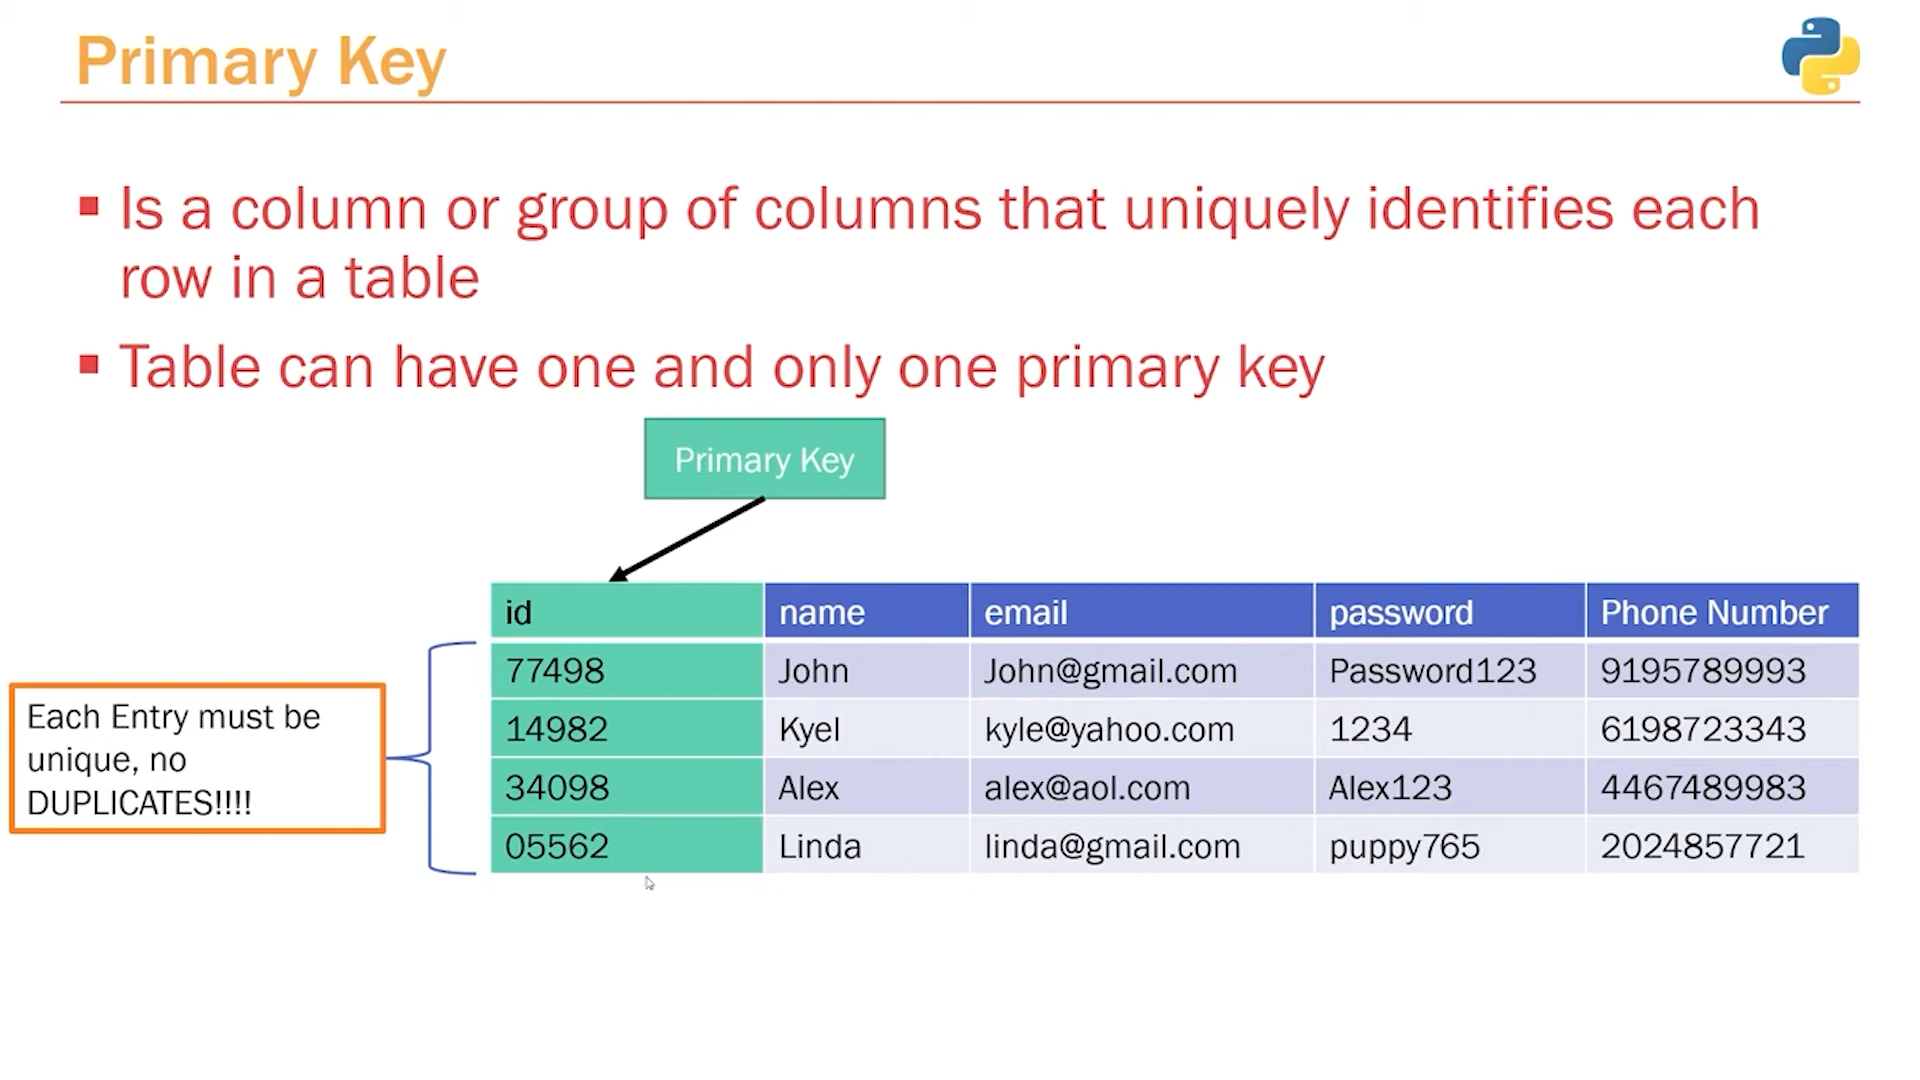 Primary Key
Is a column or group of columns that uniquely identifies each
row in a table
Table can have one and only one primary key
Primary Key
id name email password Phone Number
77498 John John@gmail.com Password123 9195789993
14982 Kyel kyle@yahoo.com 1234 6198723343
34098 Alex alex@aol.com Alex123 4467489983
05562 Linda linda@gmail.com puppy765 2024857721
Each Entry must be
unique, no
DUPLICATES!!!!